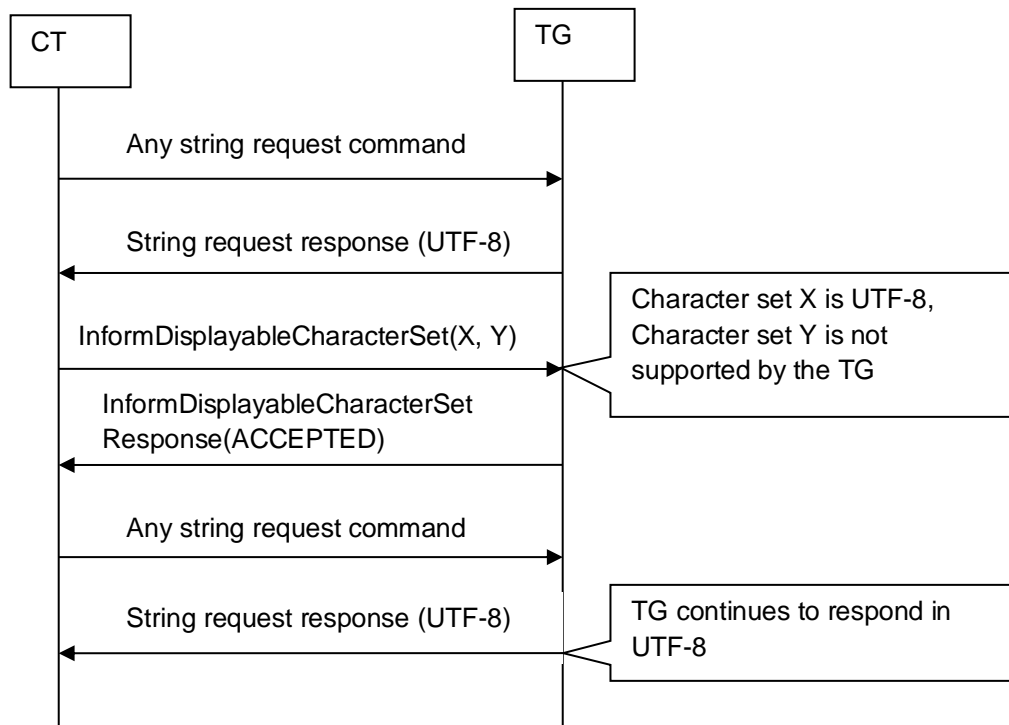 CT
TG
Any string request command
String request response (UTF-8)
Character set X is UTF-8,
Character set Y is not
supported by the TG
InformDisplayableCharacterSet(X, Y)
InformDisplayableCharacterSet
Response(ACCEPTED)
Any string request command
String request response (UTF-8)
TG continues to respond in
UTF-8